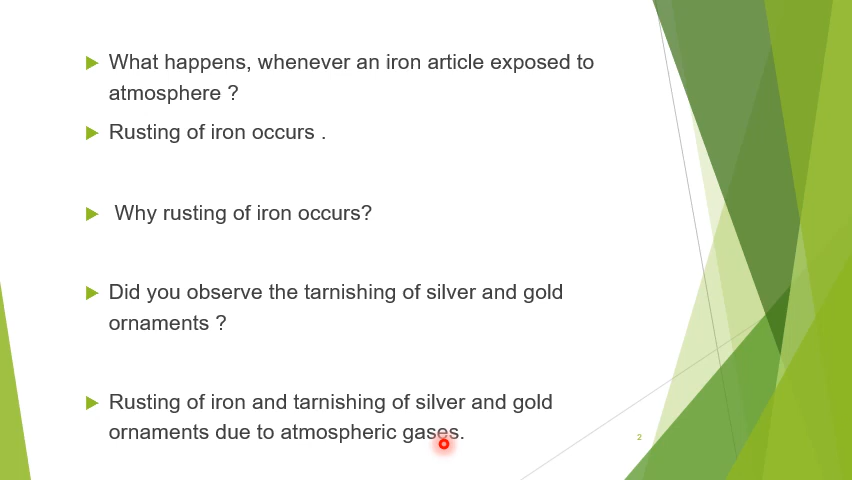 What happens, whenever an iron article exposed to
atmosphere ?
Rusting of iron occurs .
Why rusting of iron occurs?
Did you observe the tarnishing of silver and gold
ornaments ?
Rusting of iron and tarnishing of silver and gold
ornaments due to atmospheric gases.
2